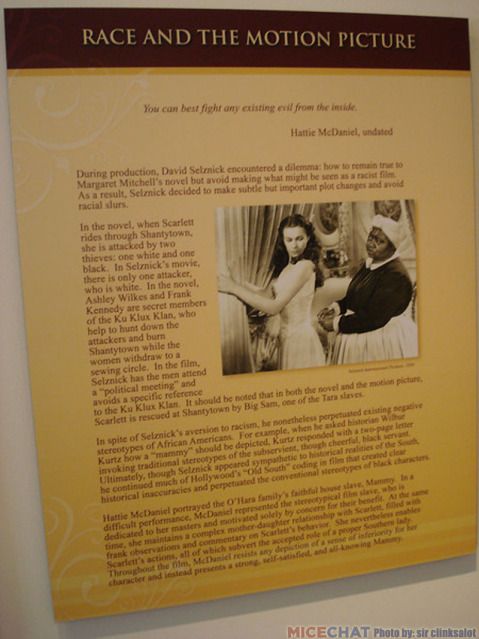 RACE AND THE MOTION PICTURE
You can best fight any existing evil from the inside.
Hattie McDaniel, undated
During production, David Selznick encountered a dilemma: how to remain true to
Margaret Mitchell's novel but avoid making what might be seen as a racist film.
As a result, Selznick decided to make subtle but important plot changes and avoid
racial slurs.
In the novel, when Scarlett
rides through Shantytown,
she is attacked by two
thieves: one white and one
black. In Selznick's movie,
there is only one attacker,
who is white. In the novel,
Ashley Wilkes and Frank
Kennedy are secret members
of the Ku Klux Klan, who
help to hunt down the
attackers and burn
Shantytown while the
women withdraw to a
sewing circle. In the film,
Selznick has the men attend
a "political meeting" and
avoids a specific reference
to the Ku Klux Klan. It should be noted that in both the novel and the motion picture,
Scarlett is rescued at Shantytown by Big Sam, one of the Tara slaves.
Selznick International Pictures, 1939
In spite of Selznick's aversion to racism, he nonetheless perpetuated existing negative
stereotypes of African Americans. For example, when he asked historian Wilbur
Kurtz how a "mammy" should be depicted, Kurtz responded with a two-page letter
invoking traditional stereotypes of the subservient, though cheerful, black servant.
Ultimately, though Selznick appeared sympathetic to historical realities of the South,
he continued much of Hollywood's "Old South" coding in film that created clear
historical inaccuracies and perpetuated the conventional stereotypes of black characters.
Hattie McDaniel portrayed the O'Hara family's faithful house slave, Mammy. In a
difficult performance, McDaniel represented the stereotypical film slave, who is
dedicated to her masters and motivated solely by concern for their benefit. At the same
time, she maintains a complex mother-daughter relationship with Scarlett, filled with
frank observations and commentary on Scarlett's behavior. She nevertheless enables
Scarlett's actions, all of which subvert the accepted role of a proper Southern lady.
Throughout the film, McDaniel resists any depiction of a sense of inferiority for her
character and instead presents a strong, self-satisfied, and all-knowing Mammy.
MICECHAT Photo by: sir clinksalot